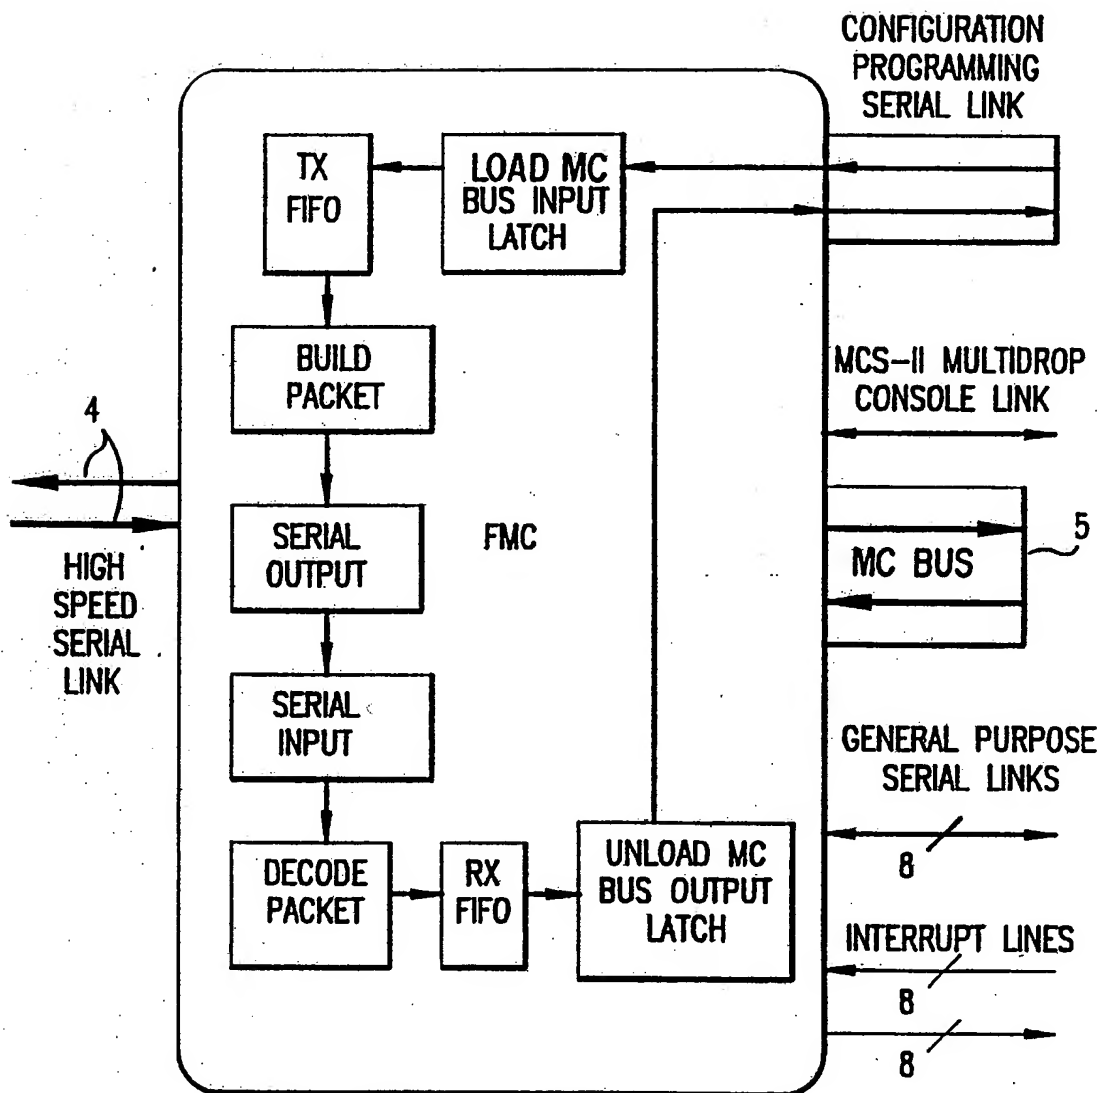 CONFIGURATION
PROGRAMMING
SERIAL LINK
TX
FIFO
LOAD MC
BUS INPUT
LATCH
BUILD
PACKET
MCS-II MULTIDROP
CONSOLE LINK
4
SERIAL
OUTPUT
FMC
5
MC BUS
HIGH
SPEED
SERIAL
LINK
SERIAL
INPUT
GENERAL PURPOSE
SERIAL LINKS
8
DECODE
PACKET
RX
FIFO
UNLOAD MC
BUS OUTPUT
LATCH
INTERRUPT LINES
8
8